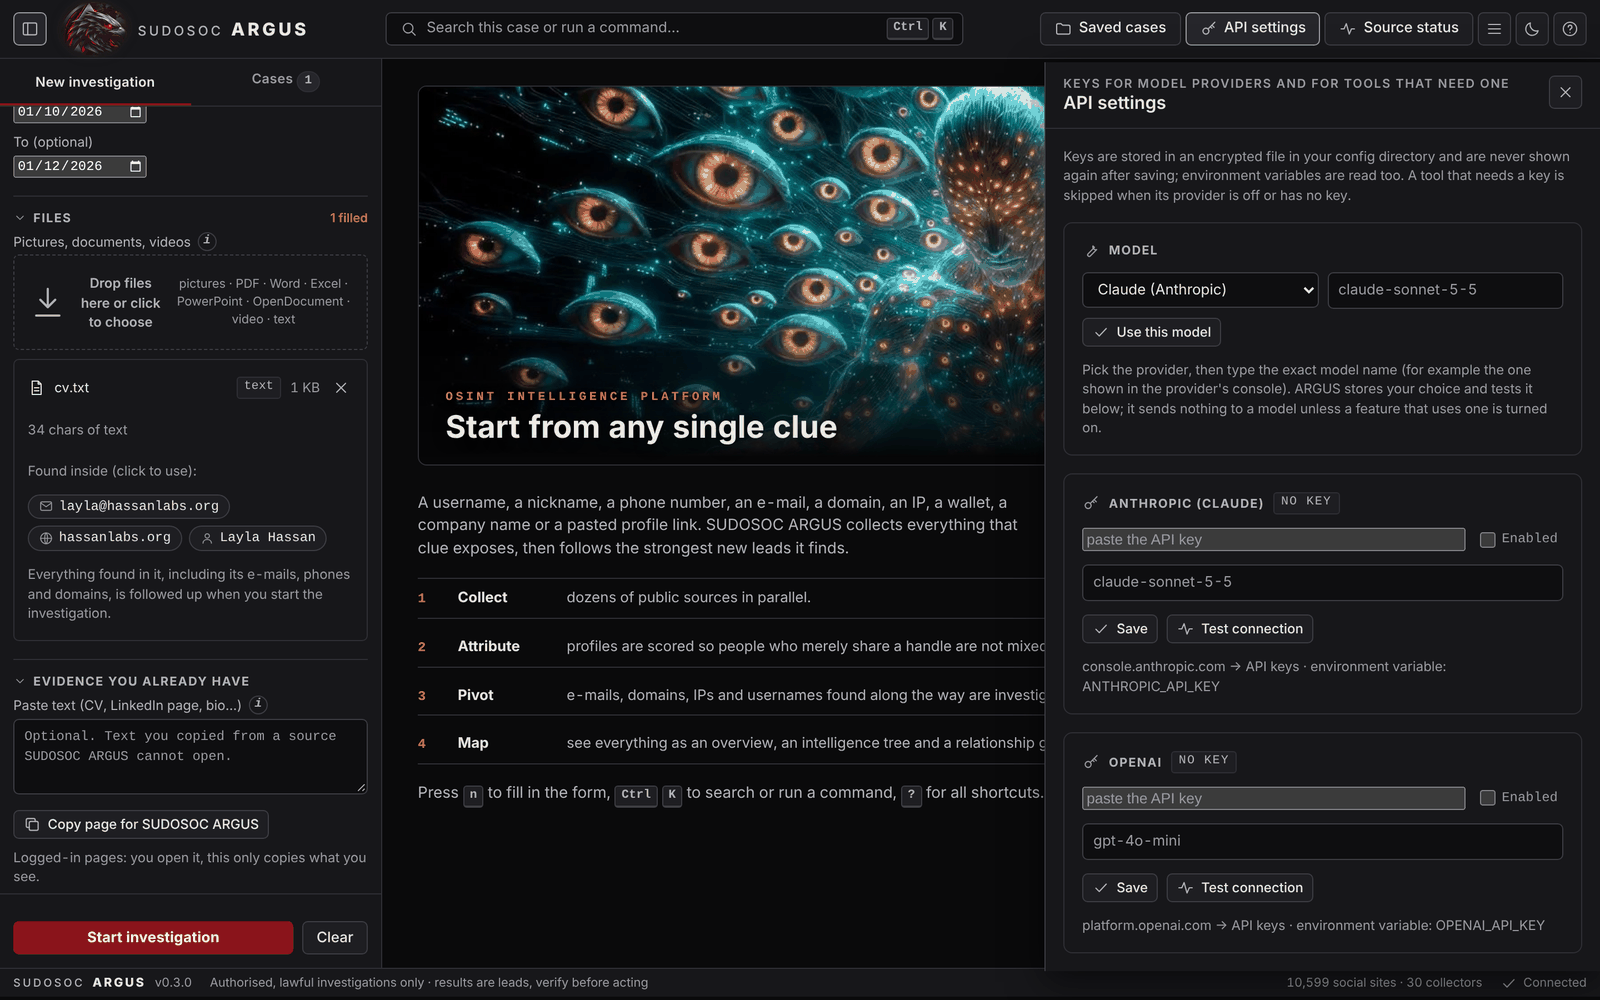 SUDOSOC ARGUS
Search this case or run a command...
Ctrl K
Saved cases
API settings
Source status
New investigation
Cases 1
01/10/2026
To (optional)
01/12/2026
FILES
1 filled
Pictures, documents, videos i
Drop files
here or click
to choose
pictures · PDF · Word · Excel ·
PowerPoint · OpenDocument ·
video · text
cv.txt
text
1 KB
34 chars of text
Found inside (click to use):
layla@hassanlabs.org
hassanlabs.org
Layla Hassan
Everything found in it, including its e-mails, phones
and domains, is followed up when you start the
investigation.
EVIDENCE YOU ALREADY HAVE
Paste text (CV, LinkedIn page, bio...) i
Optional. Text you copied from a source
SUDOSOC ARGUS cannot open.
Copy page for SUDOSOC ARGUS
Logged-in pages: you open it, this only copies what you
see.
Start investigation
Clear
OSINT INTELLIGENCE PLATFORM
Start from any single clue
A username, a nickname, a phone number, an e-mail, a domain, an IP, a wallet, a
company name or a pasted profile link. SUDOSOC ARGUS collects everything that
clue exposes, then follows the strongest new leads it finds.
1 Collect dozens of public sources in parallel.
2 Attribute profiles are scored so people who merely share a handle are not mixed
3 Pivot e-mails, domains, IPs and usernames found along the way are investig
4 Map see everything as an overview, an intelligence tree and a relationship g
Press n to fill in the form, Ctrl K to search or run a command, ? for all shortcuts.
KEYS FOR MODEL PROVIDERS AND FOR TOOLS THAT NEED ONE
API settings
Keys are stored in an encrypted file in your config directory and are never shown
again after saving; environment variables are read too. A tool that needs a key is
skipped when its provider is off or has no key.
MODEL
Claude (Anthropic)
claude-sonnet-5-5
Use this model
Pick the provider, then type the exact model name (for example the one
shown in the provider's console). ARGUS stores your choice and tests it
below; it sends nothing to a model unless a feature that uses one is turned
on.
ANTHROPIC (CLAUDE) NO KEY
paste the API key
Enabled
claude-sonnet-5-5
Save
Test connection
console.anthropic.com → API keys · environment variable:
ANTHROPIC_API_KEY
OPENAI NO KEY
paste the API key
Enabled
gpt-4o-mini
Save
Test connection
platform.openai.com → API keys · environment variable: OPENAI_API_KEY
SUDOSOC ARGUS v0.3.0 Authorised, lawful investigations only · results are leads, verify before acting
10,599 social sites · 30 collectors
Connected